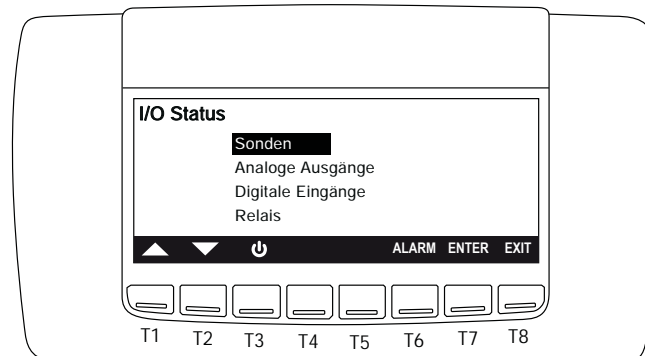 I/O Status
Sonden
Analoge Ausgänge
Digitale Eingänge
Relais
ALARM ENTER EXIT
T1 T2 T3 T4 T5 T6 T7 T8